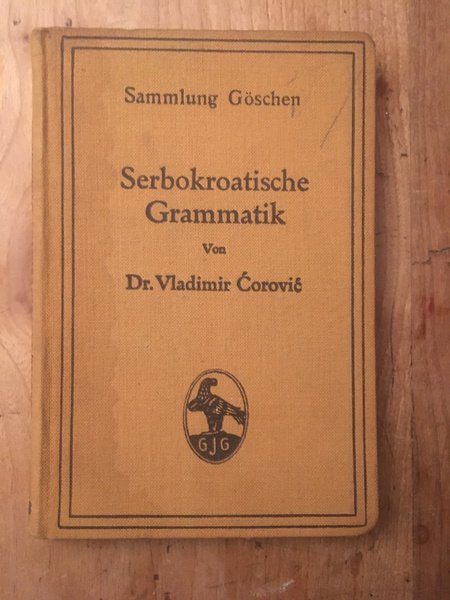 Sammlung Göschen
Serbokroatische
Grammatik
Von
Dr. Vladimir Ćorović
GJG